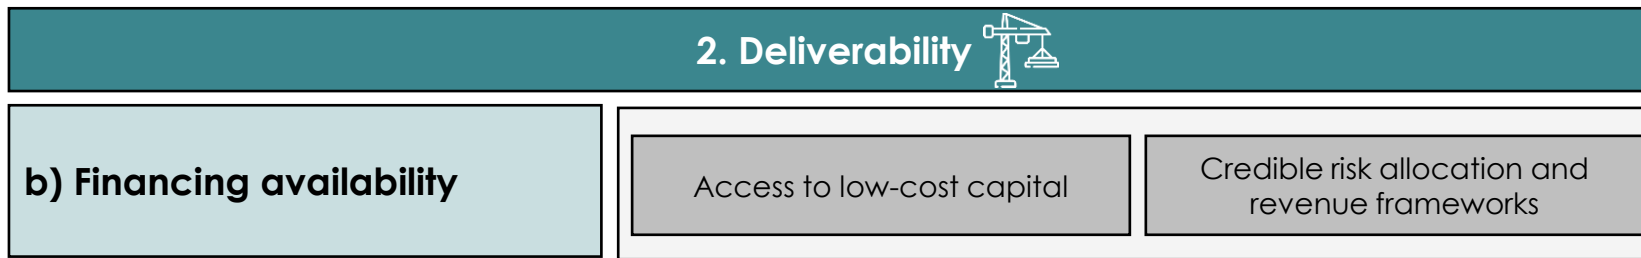 2. Deliverability
b) Financing availability
Access to low-cost capital
Credible risk allocation and
revenue frameworks